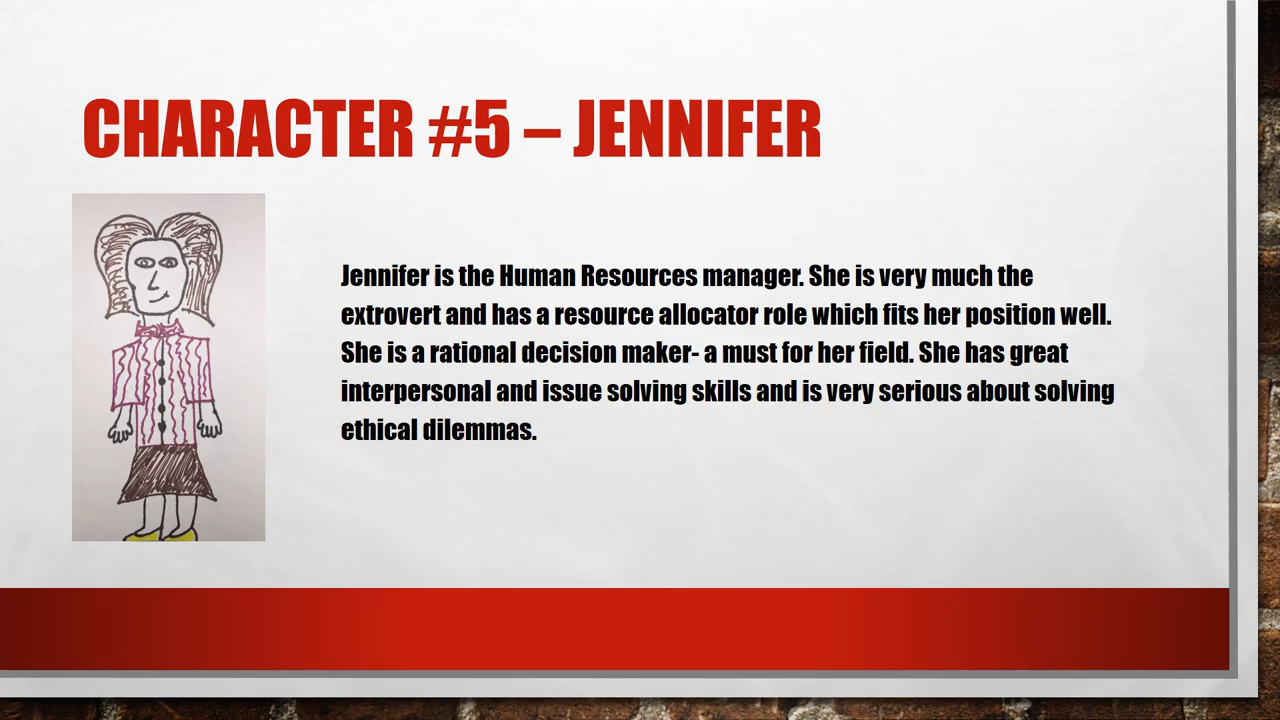 CHARACTER #5 – JENNIFER
Jennifer is the Human Resources manager. She is very much the
extrovert and has a resource allocator role which fits her position well.
She is a rational decision maker- a must for her field. She has great
interpersonal and issue solving skills and is very serious about solving
ethical dilemmas.